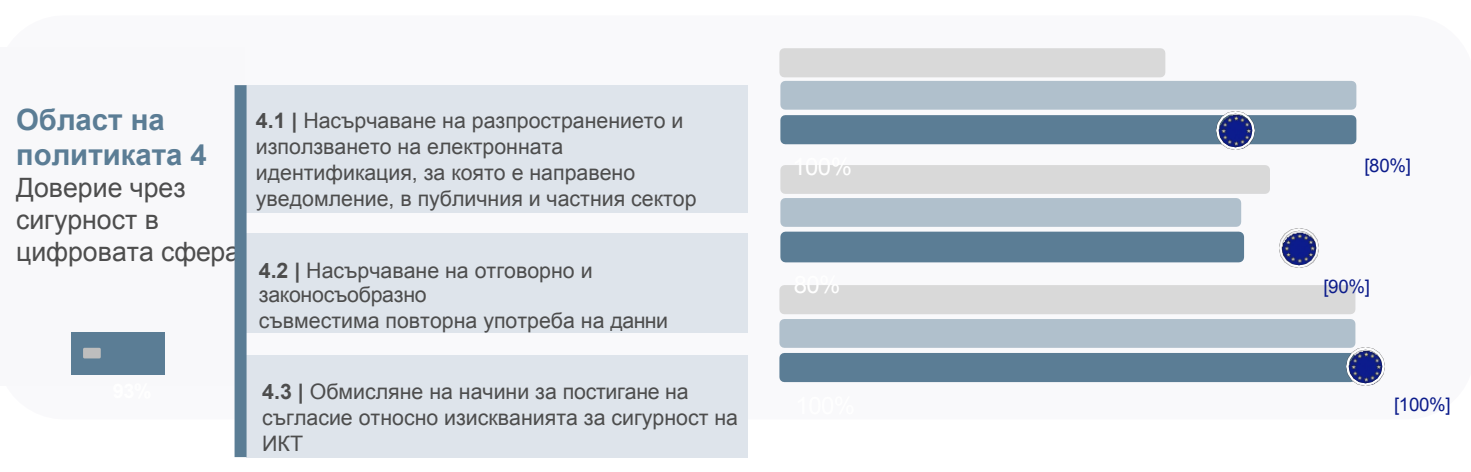 Област на
политиката 4
Доверие чрез
сигурност в
цифровата сфера
93%
4.1 | Насърчаване на разпространението и
използването на електронната
идентификация, за която е направено
уведомление, в публичния и частния сектор
4.2 | Насърчаване на отговорно и
законосъобразно
съвместима повторна употреба на данни
4.3 | Обмисляне на начини за постигане на
съгласие относно изискванията за сигурност на
ИКТ
100%
[80%]
80%
[90%]
100%
[100%]